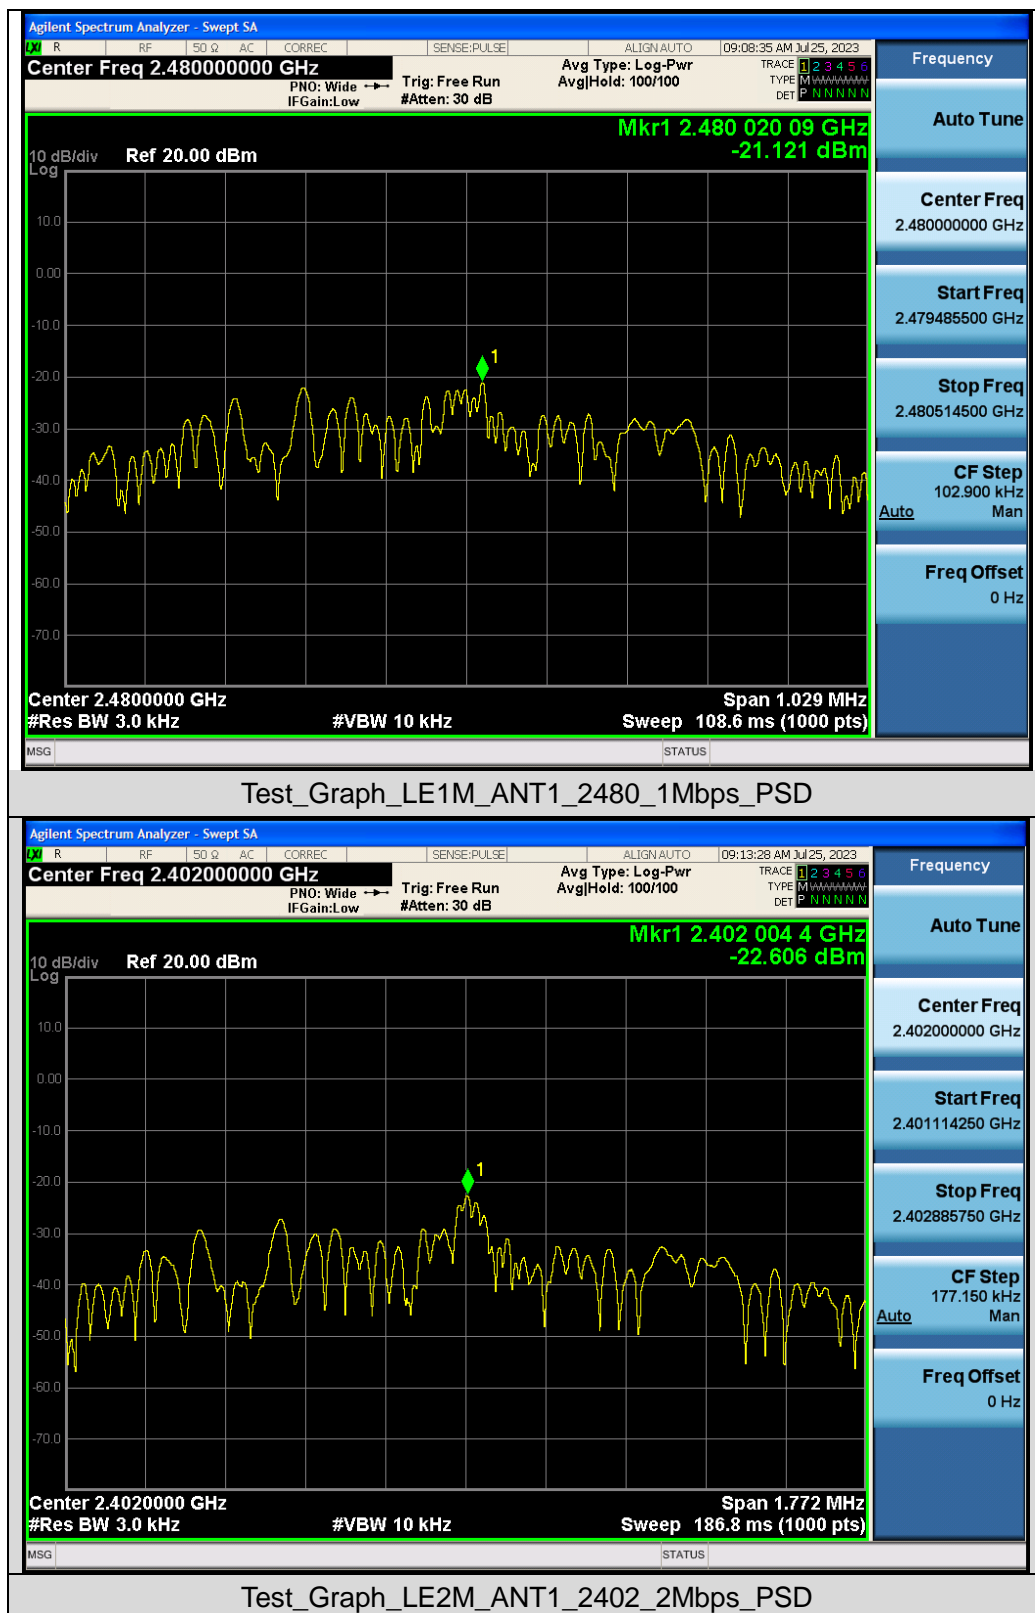 Agilent Spectrum Analyzer - Swept SA
LXI R RF 50 Ω AC CORREC SENSE:PULSE ALIGN AUTO 09:08:35 AM Jul 25, 2023
Center Freq 2.480000000 GHz
PNO: Wide
IFGain:Low
Trig: Free Run
#Atten: 30 dB
Avg Type: Log-Pwr
Avg|Hold: 100/100
TRACE 1 2 3 4 5 6
TYPE M
DET P N N N N N
Mkr1 2.480 020 09 GHz
-21.121 dBm
10 dB/div Ref 20.00 dBm
Log
10.0
0.00
-10.0
1
-20.0
-30.0
-40.0
-50.0
-60.0
-70.0
Center 2.4800000 GHz Span 1.029 MHz
#Res BW 3.0 kHz #VBW 10 kHz Sweep 108.6 ms (1000 pts)
MSG STATUS
Frequency
Auto Tune
Center Freq
2.480000000 GHz
Start Freq
2.479485500 GHz
Stop Freq
2.480514500 GHz
CF Step
102.900 kHz
Auto Man
Freq Offset
0 Hz
Test_Graph_LE1M_ANT1_2480_1Mbps_PSD
Agilent Spectrum Analyzer - Swept SA
LXI R RF 50 Ω AC CORREC SENSE:PULSE ALIGN AUTO 09:13:28 AM Jul 25, 2023
Center Freq 2.402000000 GHz
PNO: Wide
IFGain:Low
Trig: Free Run
#Atten: 30 dB
Avg Type: Log-Pwr
Avg|Hold: 100/100
TRACE 1 2 3 4 5 6
TYPE M
DET P N N N N N
Mkr1 2.402 004 4 GHz
-22.606 dBm
10 dB/div Ref 20.00 dBm
Log
10.0
0.00
-10.0
1
-20.0
-30.0
-40.0
-50.0
-60.0
-70.0
Center 2.4020000 GHz Span 1.772 MHz
#Res BW 3.0 kHz #VBW 10 kHz Sweep 186.8 ms (1000 pts)
MSG STATUS
Frequency
Auto Tune
Center Freq
2.402000000 GHz
Start Freq
2.401114250 GHz
Stop Freq
2.402885750 GHz
CF Step
177.150 kHz
Auto Man
Freq Offset
0 Hz
Test_Graph_LE2M_ANT1_2402_2Mbps_PSD